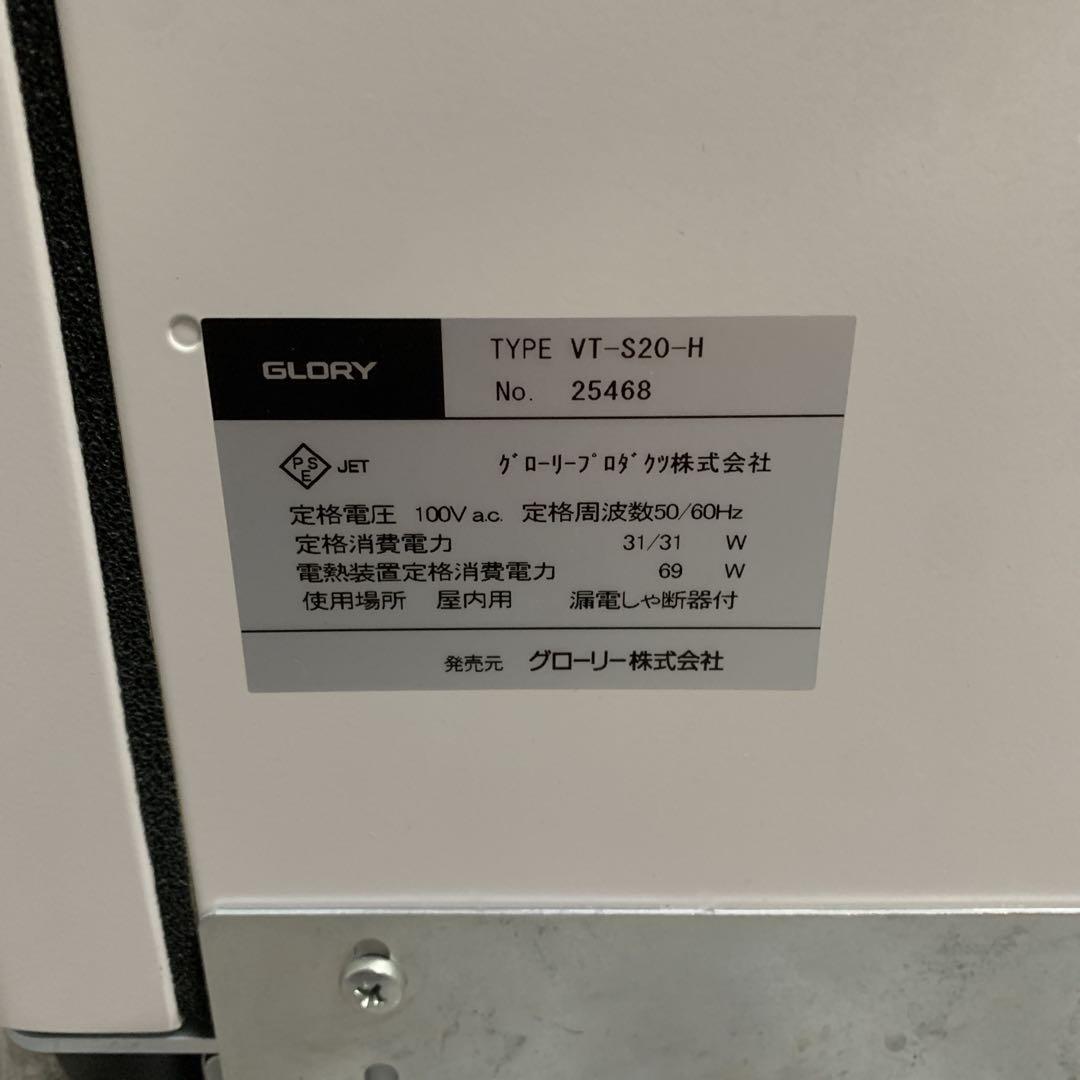 GLORY
TYPE VT-S20-H
No. 25468
PSE JET ｸﾞﾛｰﾘｰﾌﾟﾛﾀﾞｸﾂ株式会社
定格電圧 100V a.c. 定格周波数50/60Hz
定格消費電力 31/31 W
電熱装置定格消費電力 69 W
使用場所 屋内用 漏電しゃ断器付
発売元 グローリー株式会社